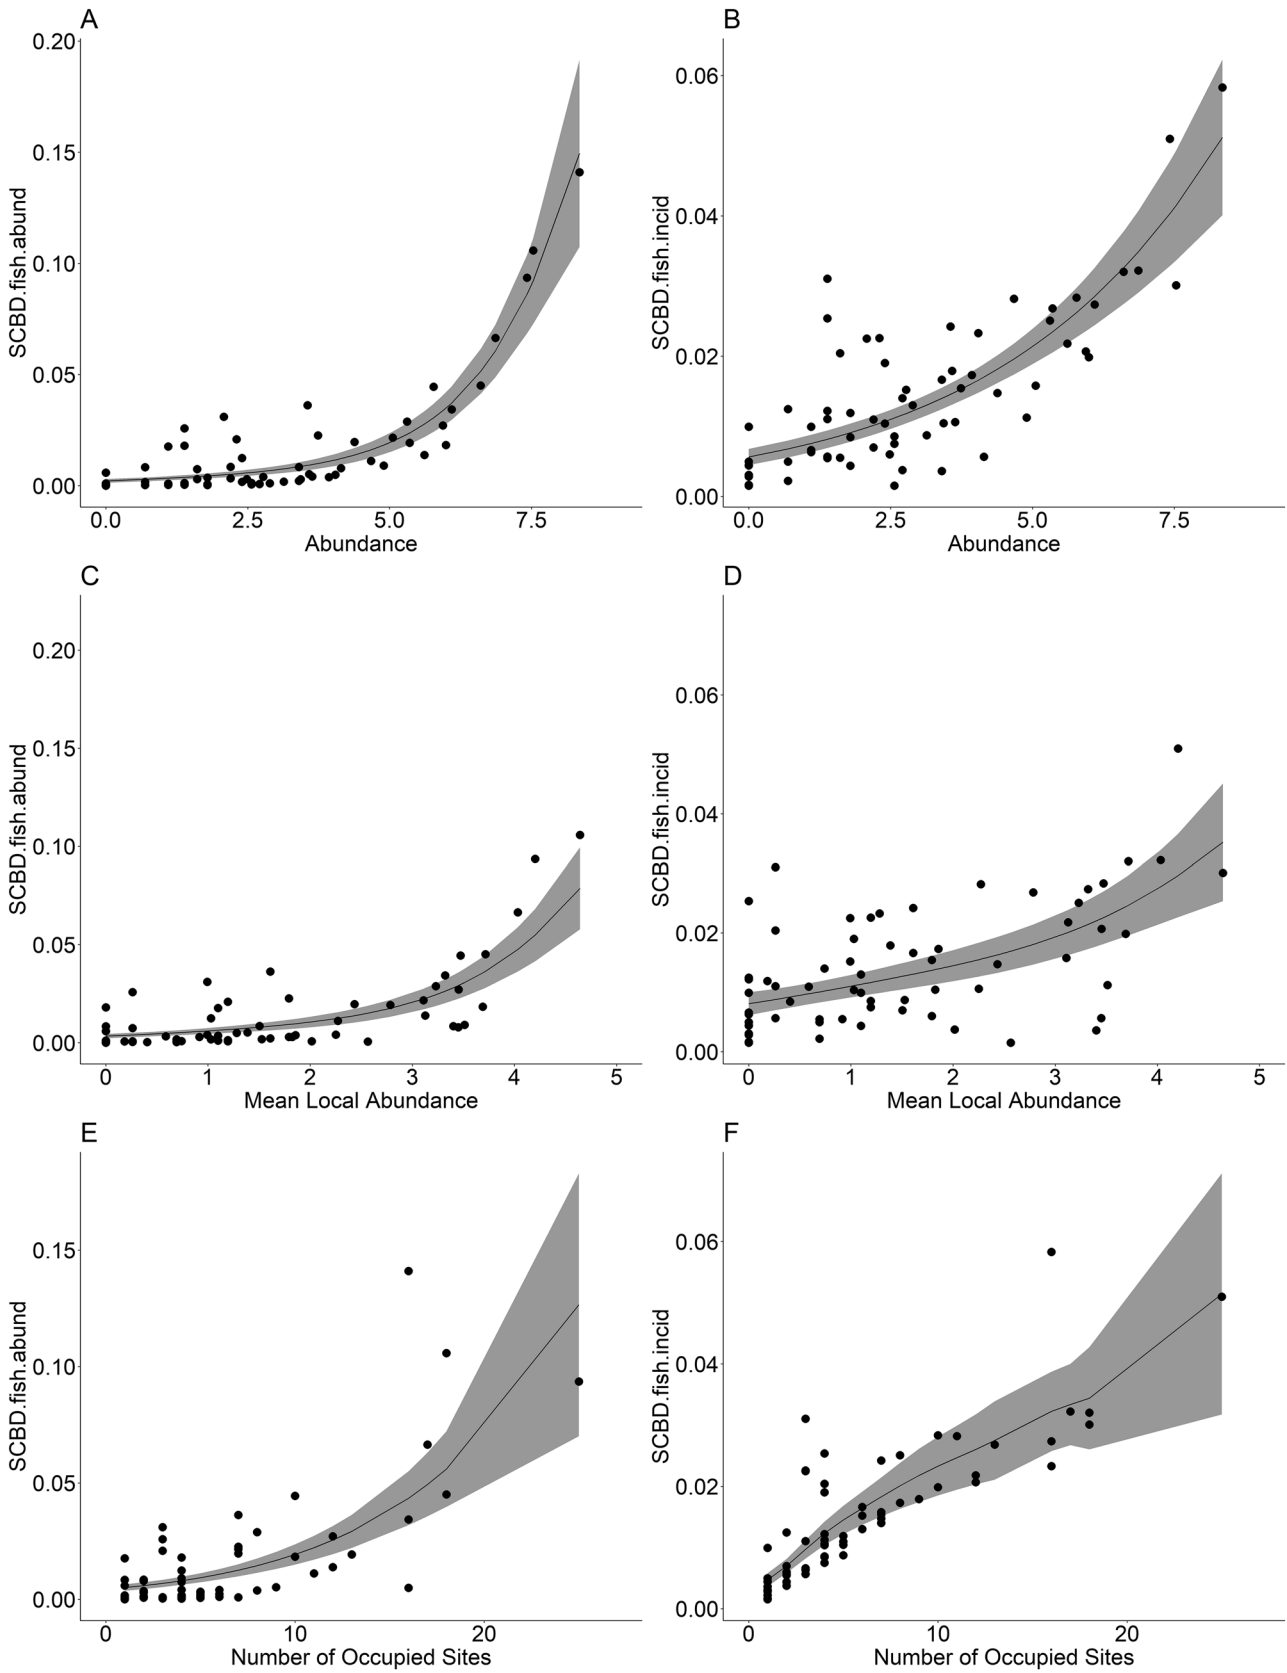 A
0.20
0.15
0.10
0.05
0.00
SCBD.fish.abund
0.0 2.5 5.0 7.5
Abundance
B
0.06
0.04
0.02
0.00
SCBD.fish.incid
0.0 2.5 5.0 7.5
Abundance
C
0.20
0.15
0.10
0.05
0.00
SCBD.fish.abund
0 1 2 3 4 5
Mean Local Abundance
D
0.06
0.04
0.02
0.00
SCBD.fish.incid
0 1 2 3 4 5
Mean Local Abundance
E
0.15
0.10
0.05
0.00
SCBD.fish.abund
0 10 20
Number of Occupied Sites
F
0.06
0.04
0.02
0.00
SCBD.fish.incid
0 10 20
Number of Occupied Sites